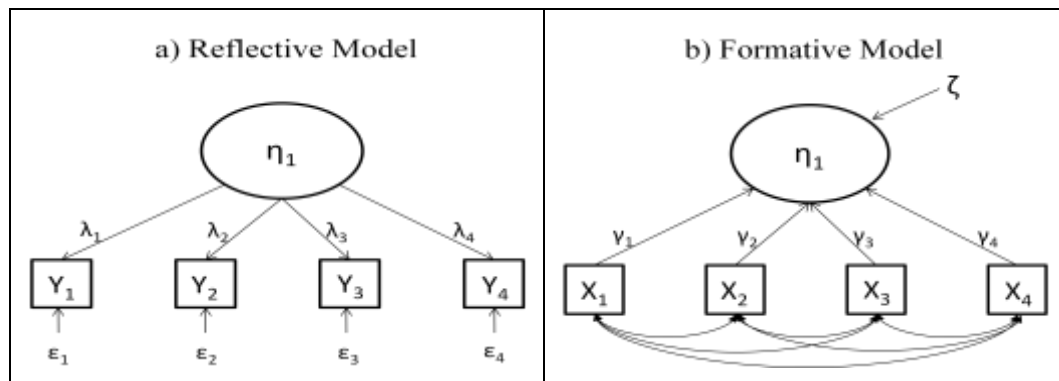 a) Reflective Model
η₁
λ₁ λ₂ λ₃ λ₄
Y₁ Y₂ Y₃ Y₄
ε₁ ε₂ ε₃ ε₄
b) Formative Model
ζ
η₁
γ₁ γ₂ γ₃ γ₄
X₁ X₂ X₃ X₄